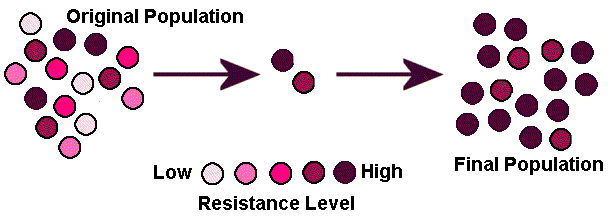 Original Population
Final Population
Low High
Resistance Level